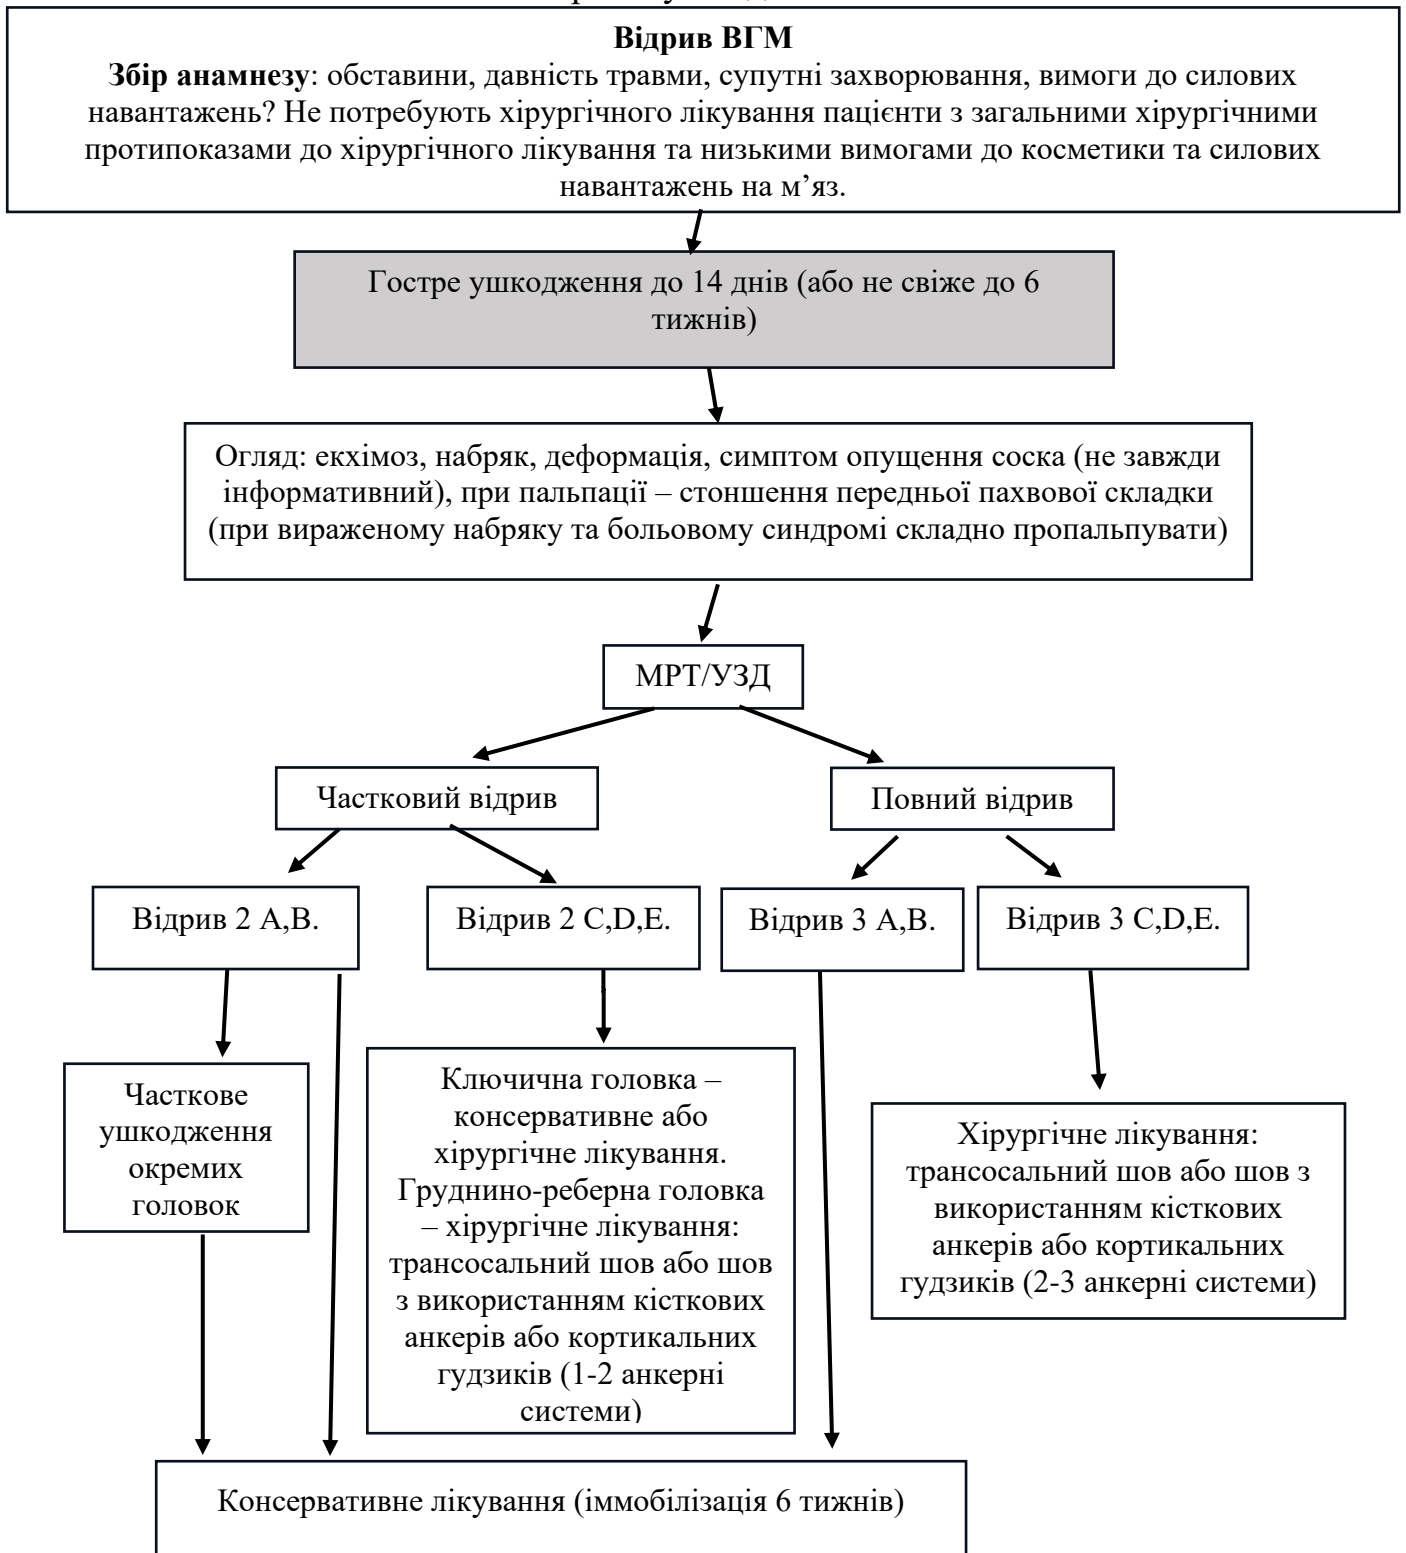 Відрив ВГМ
Збір анамнезу: обставини, давність травми, супутні захворювання, вимоги до силових
навантажень? Не потребують хірургічного лікування пацієнти з загальними хірургічними
протипоказами до хірургічного лікування та низькими вимогами до косметики та силових
навантажень на м’яз.
Гостре ушкодження до 14 днів (або не свіже до 6
тижнів)
Огляд: екхімоз, набряк, деформація, симптом опущення соска (не завжди
інформативний), при пальпації – стоншення передньої пахвової складки
(при вираженому набряку та больовому синдромі складно пропальпувати)
МРТ/УЗД
Частковий відрив
Повний відрив
Відрив 2 А,В.
Відрив 2 С,D,Е.
Відрив 3 А,В.
Відрив 3 С,D,Е.
Часткове
ушкодження
окремих
головок
Ключична головка –
консервативне або
хірургічне лікування.
Груднино-реберна головка
– хірургічне лікування:
трансосальний шов або шов
з використанням кісткових
анкерів або кортикальних
гудзиків (1-2 анкерні
системи)
Хірургічне лікування:
трансосальний шов або шов з
використанням кісткових
анкерів або кортикальних
гудзиків (2-3 анкерні системи)
Консервативне лікування (іммобілізація 6 тижнів)